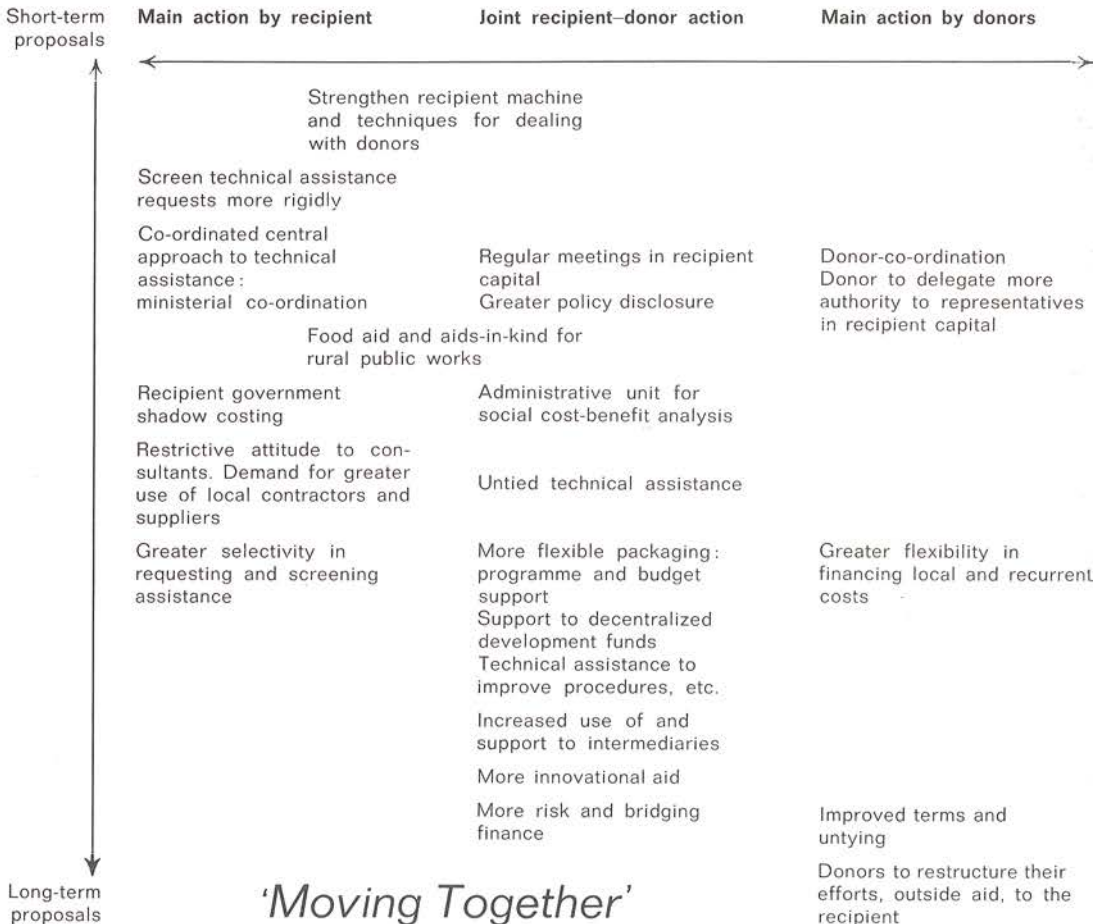 Short-term
proposals
Main action by recipient
Joint recipient–donor action
Main action by donors
Strengthen recipient machine
and techniques for dealing
with donors
Screen technical assistance
requests more rigidly
Co-ordinated central
approach to technical
assistance:
ministerial co-ordination
Regular meetings in recipient
capital
Greater policy disclosure
Donor-co-ordination
Donor to delegate more
authority to representatives
in recipient capital
Food aid and aids-in-kind for
rural public works
Recipient government
shadow costing
Administrative unit for
social cost-benefit analysis
Restrictive attitude to con-
sultants. Demand for greater
use of local contractors and
suppliers
Untied technical assistance
Greater selectivity in
requesting and screening
assistance
More flexible packaging:
programme and budget
support
Support to decentralized
development funds
Technical assistance to
improve procedures, etc.
Greater flexibility in
financing local and recurrent
costs
Increased use of and
support to intermediaries
More innovational aid
More risk and bridging
finance
Improved terms and
untying
Donors to restructure their
efforts, outside aid, to the
recipient
Long-term
proposals
'Moving Together'